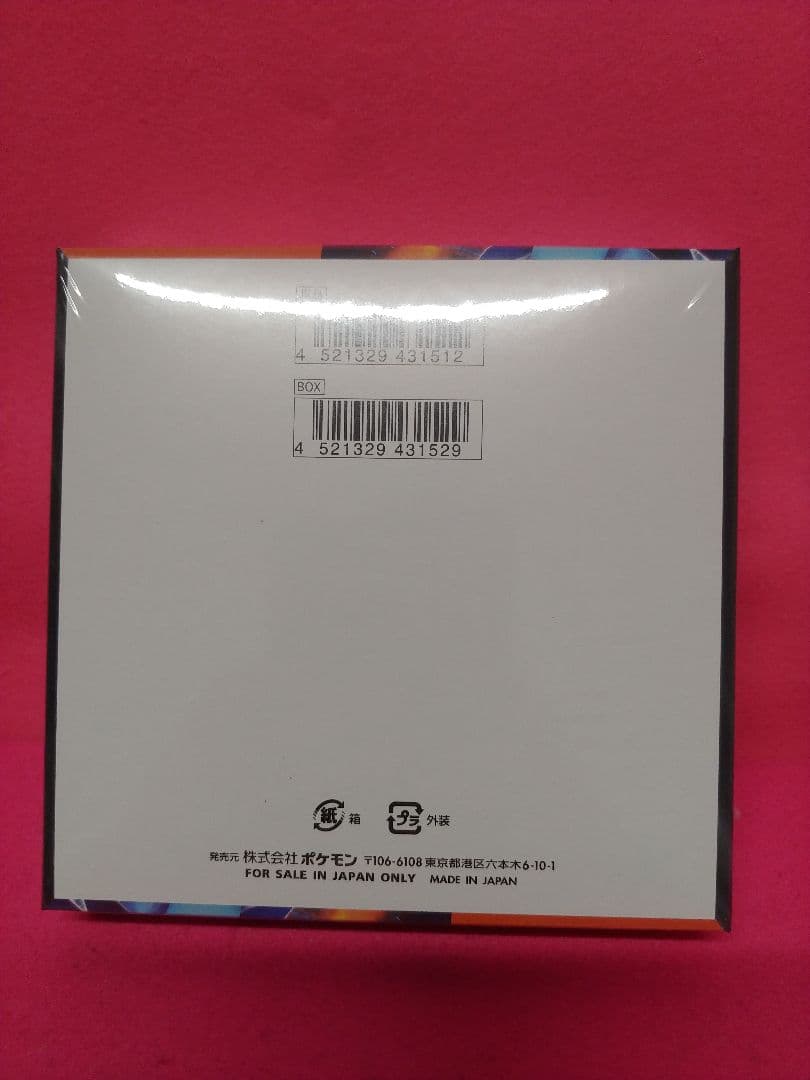 4 521329 431512
BOX
4 521329 431529
紙 箱 プラ 外装
発売元 株式会社 ポケモン 〒106-6108 東京都港区六本木6-10-1
FOR SALE IN JAPAN ONLY MADE IN JAPAN